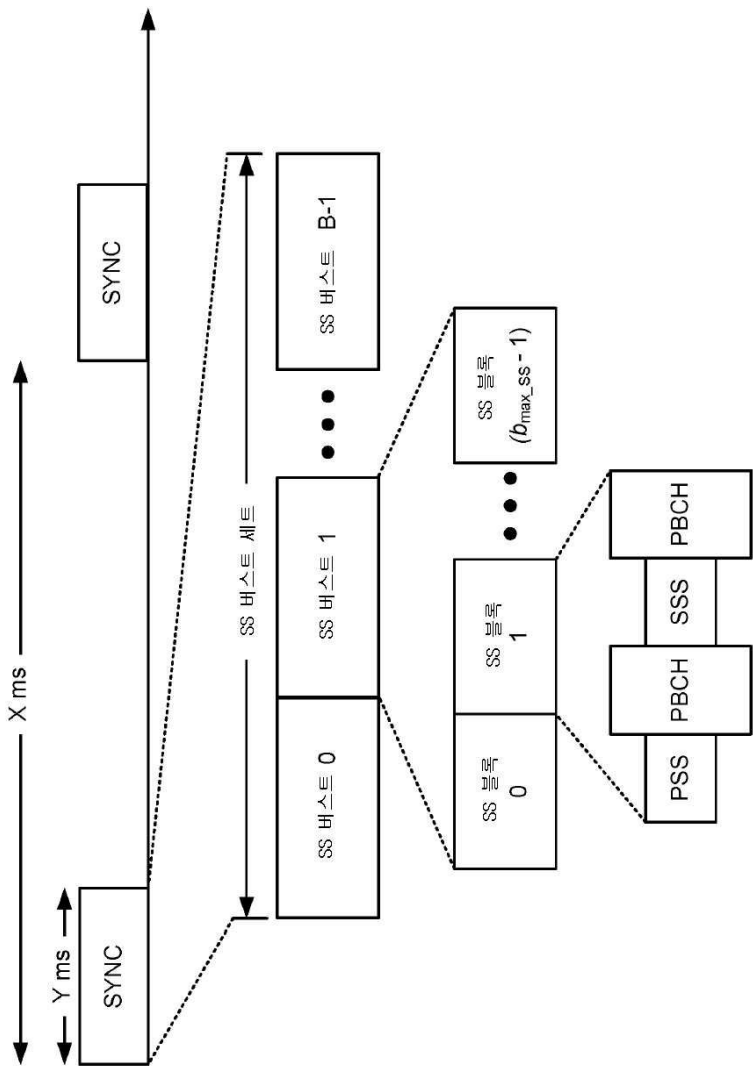 X ms
Y ms
SYNC
SYNC
SS 버스트 세트
SS 버스트 0
SS 버스트 1
SS 버스트 B-1
SS 블록
0
SS 블록
1
SS 블록
(b_max_ss - 1)
PSS
PBCH
SSS
PBCH